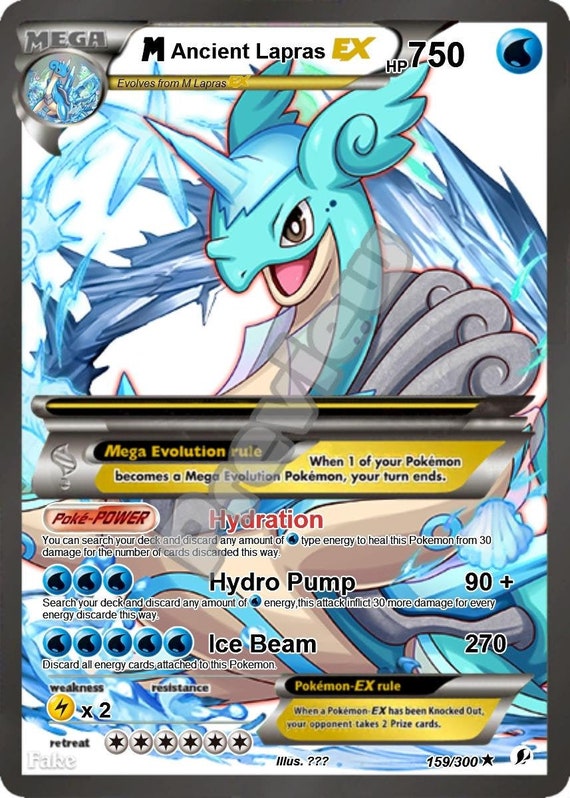 MEGA
M Ancient Lapras EX HP 750
Evolves from M Lapras EX
Preview
Mega Evolution rule
When 1 of your Pokémon
becomes a Mega Evolution Pokémon, your turn ends.
Poké-POWER Hydration
You can search your deck and discard any amount of type energy to heal this Pokemon from 30
damage for the number of cards discarded this way.
Hydro Pump 90 +
Search your deck and discard any amount of energy,this attack inflict 30 more damage for every
energy discarde this way.
Ice Beam 270
Discard all energy cards attached to this Pokemon.
weakness resistance
x 2
Pokémon-EX rule
When a Pokémon-EX has been Knocked Out,
your opponent takes 2 Prize cards.
retreat
Fake Illus. ??? 159/300